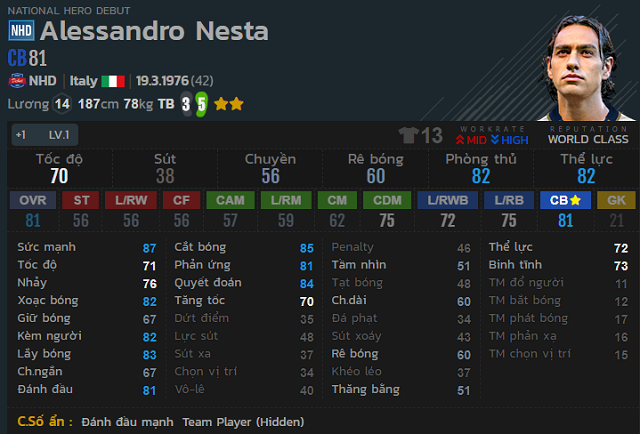 NATIONAL HERO DEBUT
NHD Alessandro Nesta
CB 81
NHD Italy 19.3.1976 (42)
Lương 14 187cm 78kg TB 3 5
+1 LV.1
13 WORKRATE MID HIGH REPUTATION WORLD CLASS
Tốc độ Sút Chuyền Rê bóng Phòng thủ Thể lực
70 38 56 60 82 82
OVR ST L/RW CF CAM L/RM CM CDM L/RWB L/RB CB GK
81 56 56 56 57 59 62 75 72 75 81 21
Sức mạnh 87 Cắt bóng 85 Penalty 46 Thể lực 72
Tốc độ 71 Phản ứng 81 Tầm nhìn 51 Bình tĩnh 73
Nhảy 76 Quyết đoán 84 Tạt bóng 48 TM đổ người 11
Xoạc bóng 82 Tăng tốc 70 Ch.dài 60 TM bắt bóng 12
Giữ bóng 67 Dứt điểm 35 Đá phạt 34 TM phát bóng 17
Kèm người 82 Lực sút 48 Sút xoáy 43 TM phản xạ 16
Lấy bóng 83 Sút xa 37 Rê bóng 60 TM chọn vị trí 15
Ch.ngắn 67 Chọn vị trí 34 Khéo léo 37
Đánh đầu 81 Vô-lê 40 Thăng bằng 51
C.Số ẩn : Đánh đầu mạnh Team Player (Hidden)